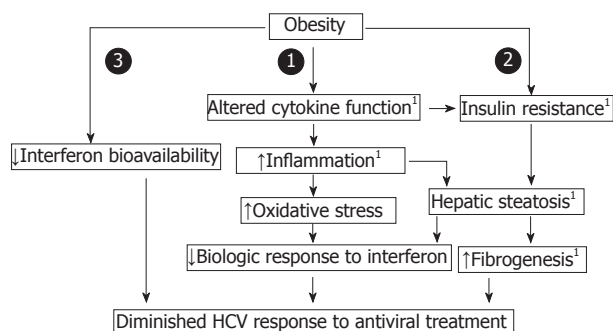 Obesity
3
1
2
Altered cytokine function¹
Insulin resistance¹
↓Interferon bioavailability
↑Inflammation¹
Hepatic steatosis¹
↑Oxidative stress
↓Biologic response to interferon
↑Fibrogenesis¹
Diminished HCV response to antiviral treatment